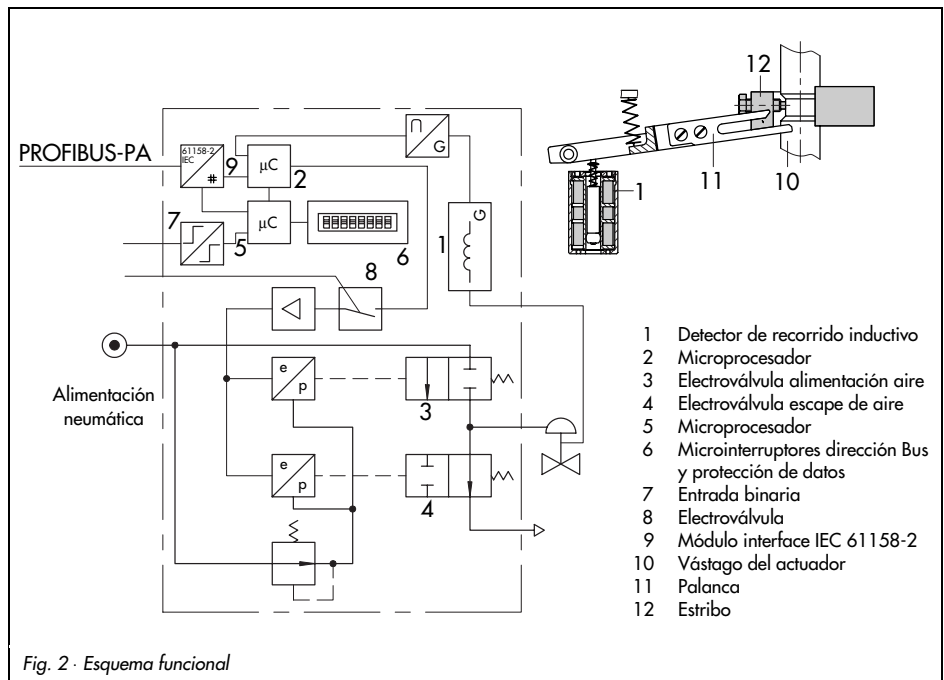 PROFIBUS-PA
61158-2
IEC
#
9
µC
2
µC
5
7
6
8
G
G
1
12
1
11
10
Alimentación
neumática
e
p
3
e
p
4
1 Detector de recorrido inductivo
2 Microprocesador
3 Electroválvula alimentación aire
4 Electroválvula escape de aire
5 Microprocesador
6 Microinterruptores dirección Bus
y protección de datos
7 Entrada binaria
8 Electroválvula
9 Módulo interface IEC 61158-2
10 Vástago del actuador
11 Palanca
12 Estribo
Fig. 2 · Esquema funcional